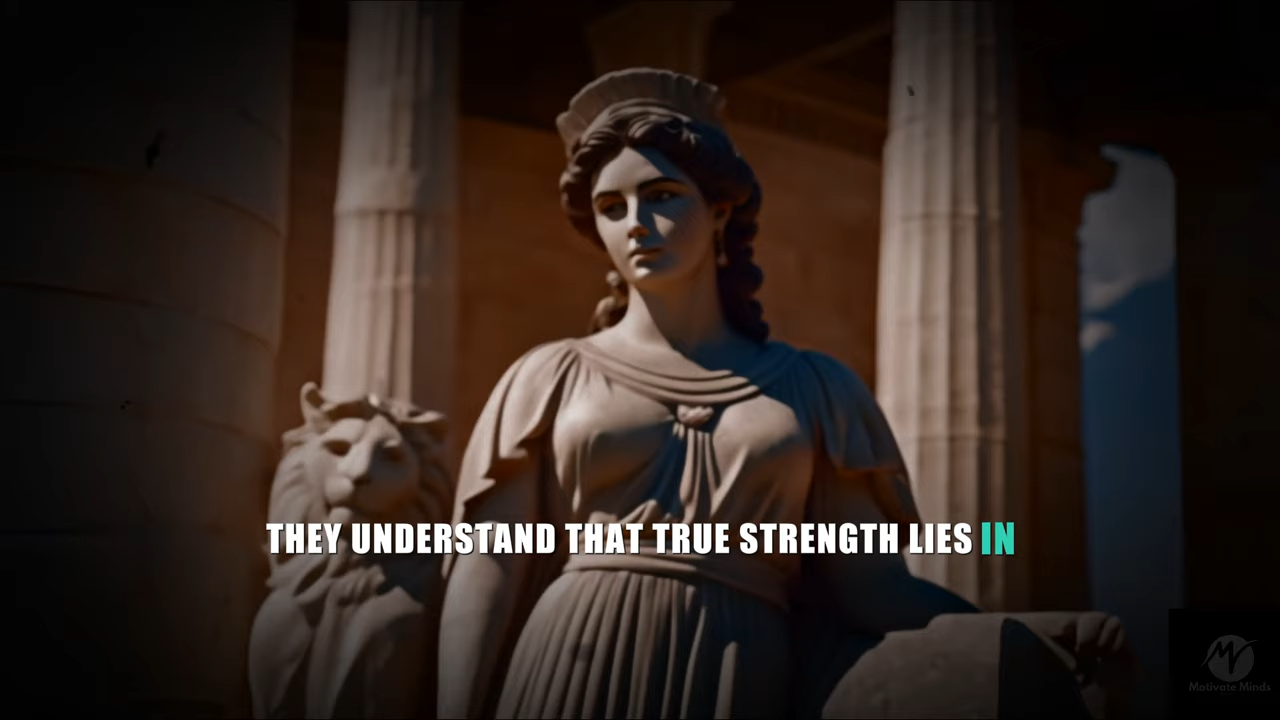 THEY UNDERSTAND THAT TRUE STRENGTH LIES IN
Motivate Minds